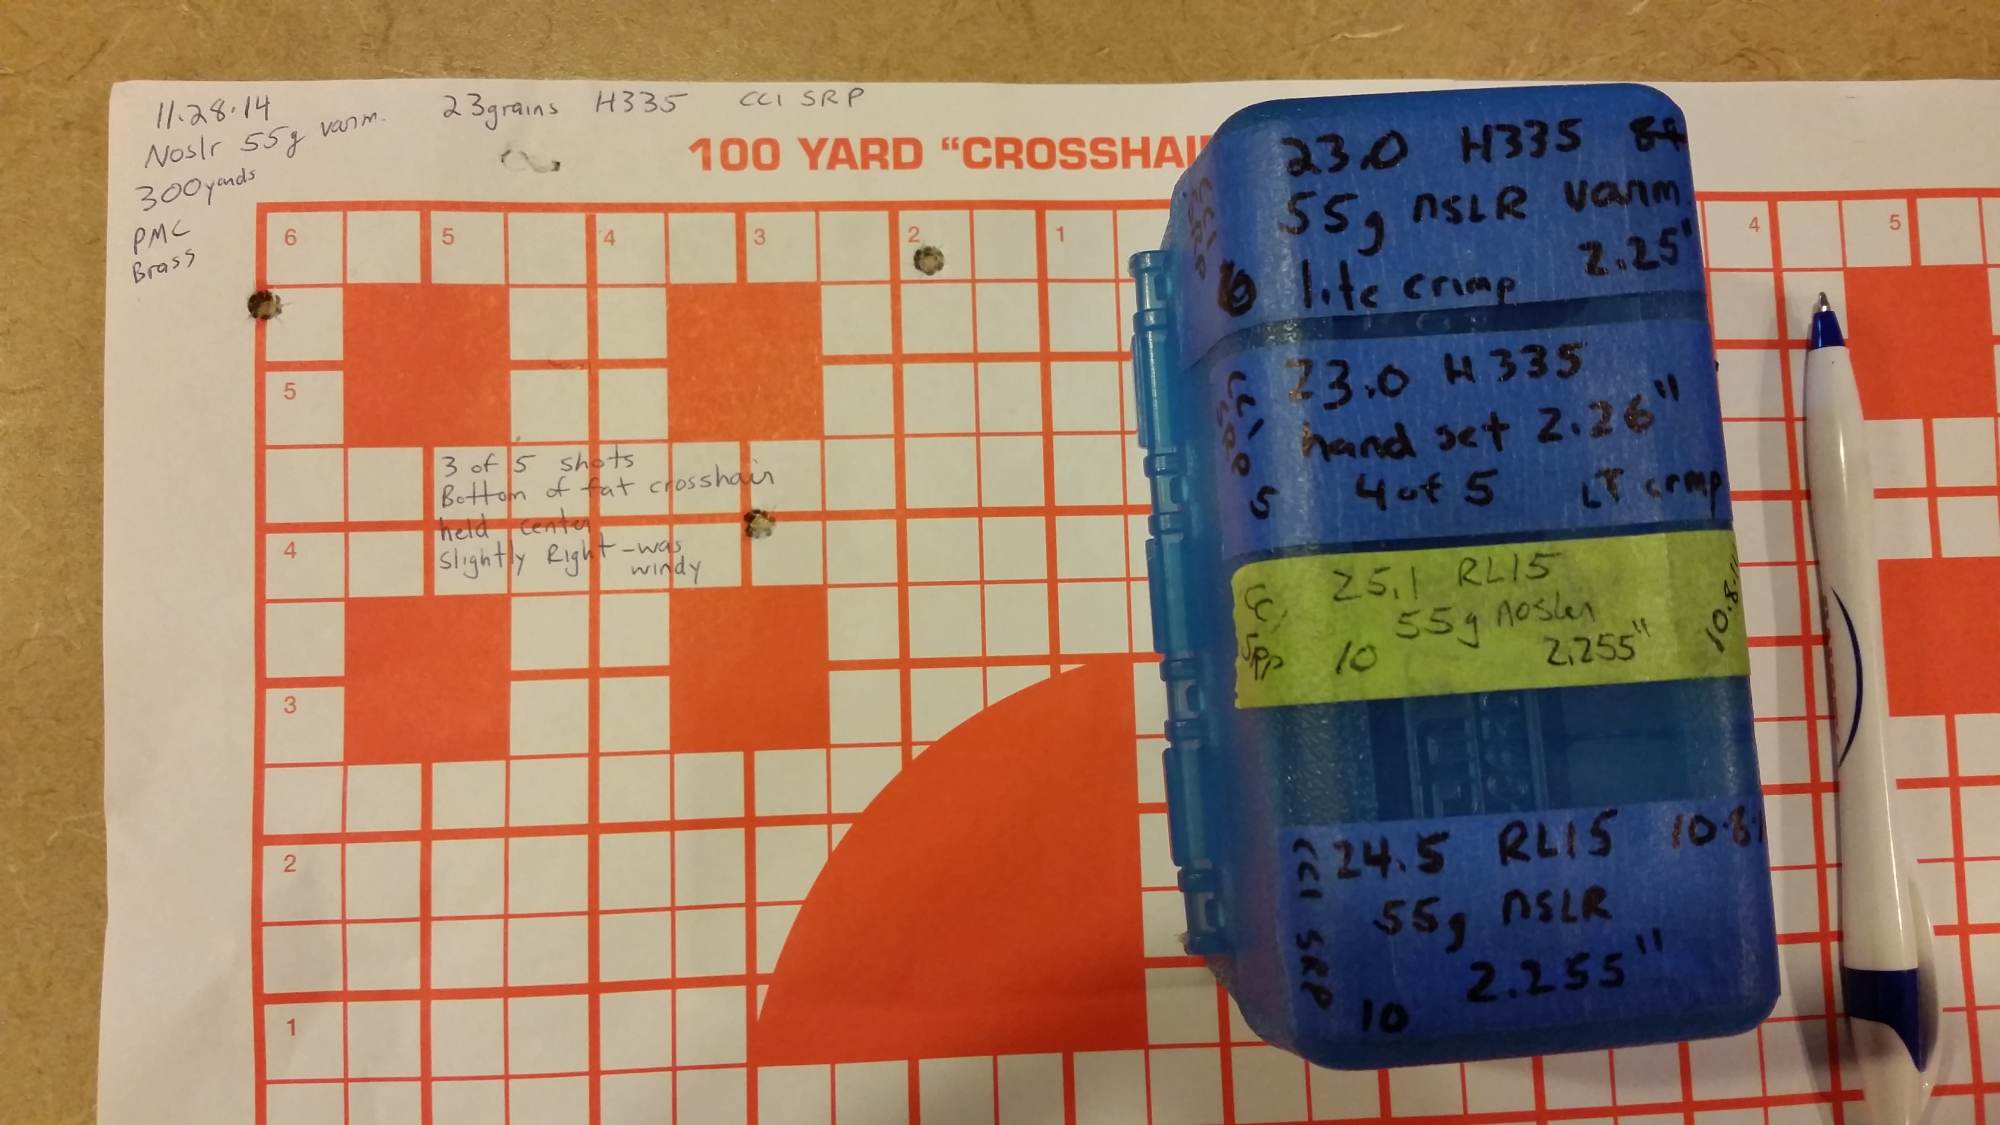 11.28.14
23grains H335 CCI SRP
Noslr 55g varm.
300yards
PMC
Brass
100 YARD “CROSSHAI
6 5 4 3 2 1 4 5
5
4
3
2
1
3 of 5 shots
Bottom of fat crosshair
held center
slightly Right - was
windy
23.0 H335
55g nSLR varm
lite crimp 2.25"
CCI
SRP
23.0 H335
hand set 2.26"
5 4 of 5 LT crmp
CCI
SRP
25.1 RL15
55g nosler
10 2.255"
CCI
SRP
24.5 RL15
55g nSLR
2.255"
10
CCI SRP